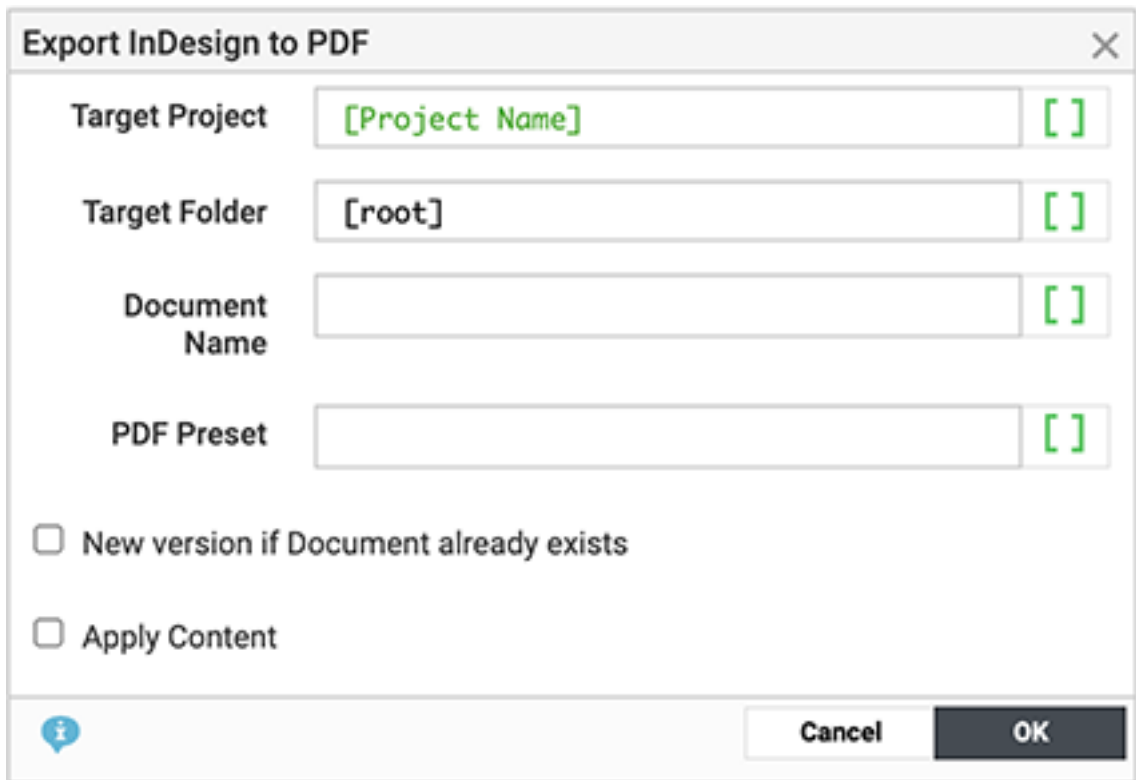 Export InDesign to PDF
Target Project [Project Name] [ ]
Target Folder [root] [ ]
Document [ ]
Name
PDF Preset [ ]
New version if Document already exists
Apply Content
Cancel OK